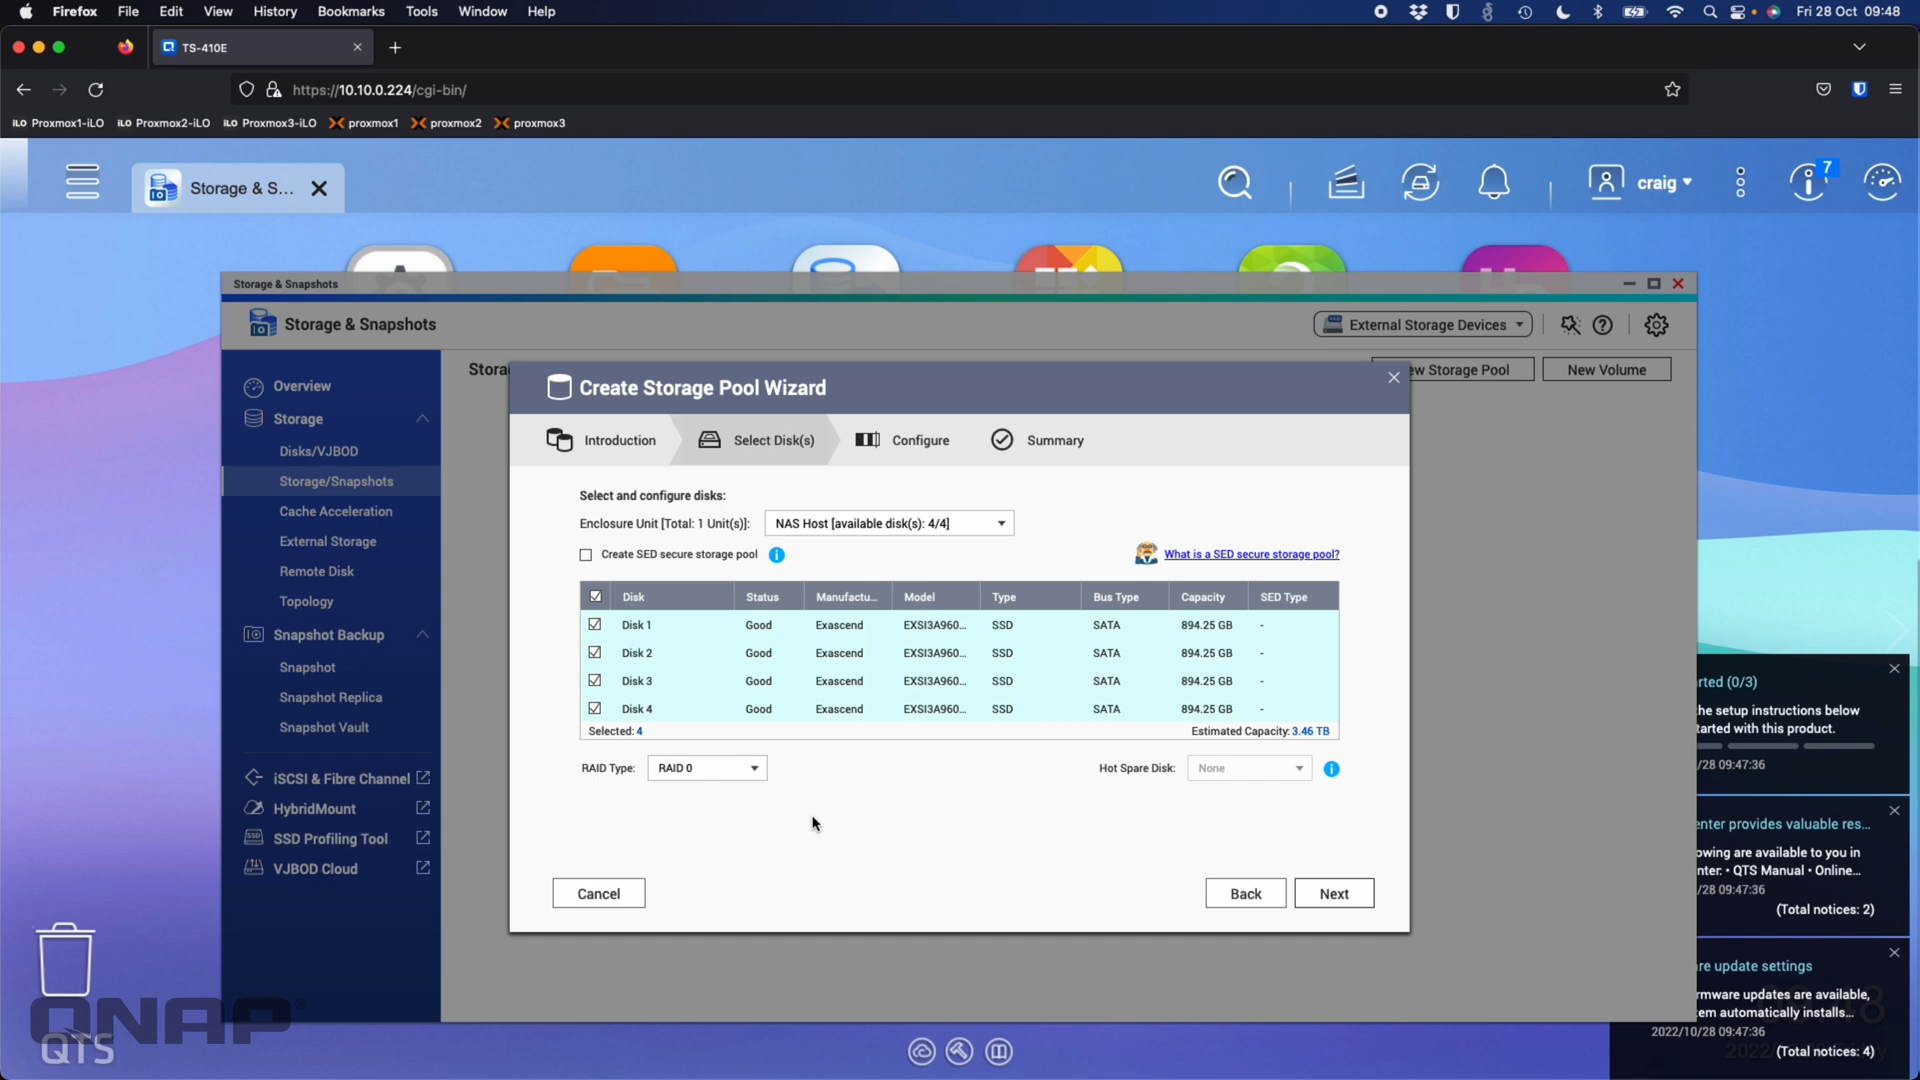 Firefox File Edit View History Bookmarks Tools Window Help
Fri 28 Oct 09:48
TS-410E
https://10.10.0.224/cgi-bin/
iLO Proxmox1-iLO iLO Proxmox2-iLO iLO Proxmox3-iLO proxmox1 proxmox2 proxmox3
Storage & S...
craig
7
Storage & Snapshots
Storage & Snapshots
External Storage Devices
Overview
Storage
Disks/VJBOD
Storage/Snapshots
Cache Acceleration
External Storage
Remote Disk
Topology
Snapshot Backup
Snapshot
Snapshot Replica
Snapshot Vault
iSCSI & Fibre Channel
HybridMount
SSD Profiling Tool
VJBOD Cloud
Stora
ew Storage Pool
New Volume
Create Storage Pool Wizard
Introduction Select Disk(s) Configure Summary
Select and configure disks:
Enclosure Unit [Total: 1 Unit(s)]: NAS Host [available disk(s): 4/4]
Create SED secure storage pool
What is a SED secure storage pool?
Disk Status Manufactu... Model Type Bus Type Capacity SED Type
Disk 1 Good Exascend EXSI3A960... SSD SATA 894.25 GB -
Disk 2 Good Exascend EXSI3A960... SSD SATA 894.25 GB -
Disk 3 Good Exascend EXSI3A960... SSD SATA 894.25 GB -
Disk 4 Good Exascend EXSI3A960... SSD SATA 894.25 GB -
Selected: 4 Estimated Capacity: 3.46 TB
RAID Type: RAID 0 Hot Spare Disk: None
Cancel Back Next
rted (0/3)
he setup instructions below
tarted with this product.
/28 09:47:36
enter provides valuable res...
owing are available to you in
nter: • QTS Manual • Online...
/28 09:47:36
(Total notices: 2)
re update settings
rmware updates are available,
tem automatically installs...
2022/10/28 09:47:36
(Total notices: 4)
QNAP
QTS